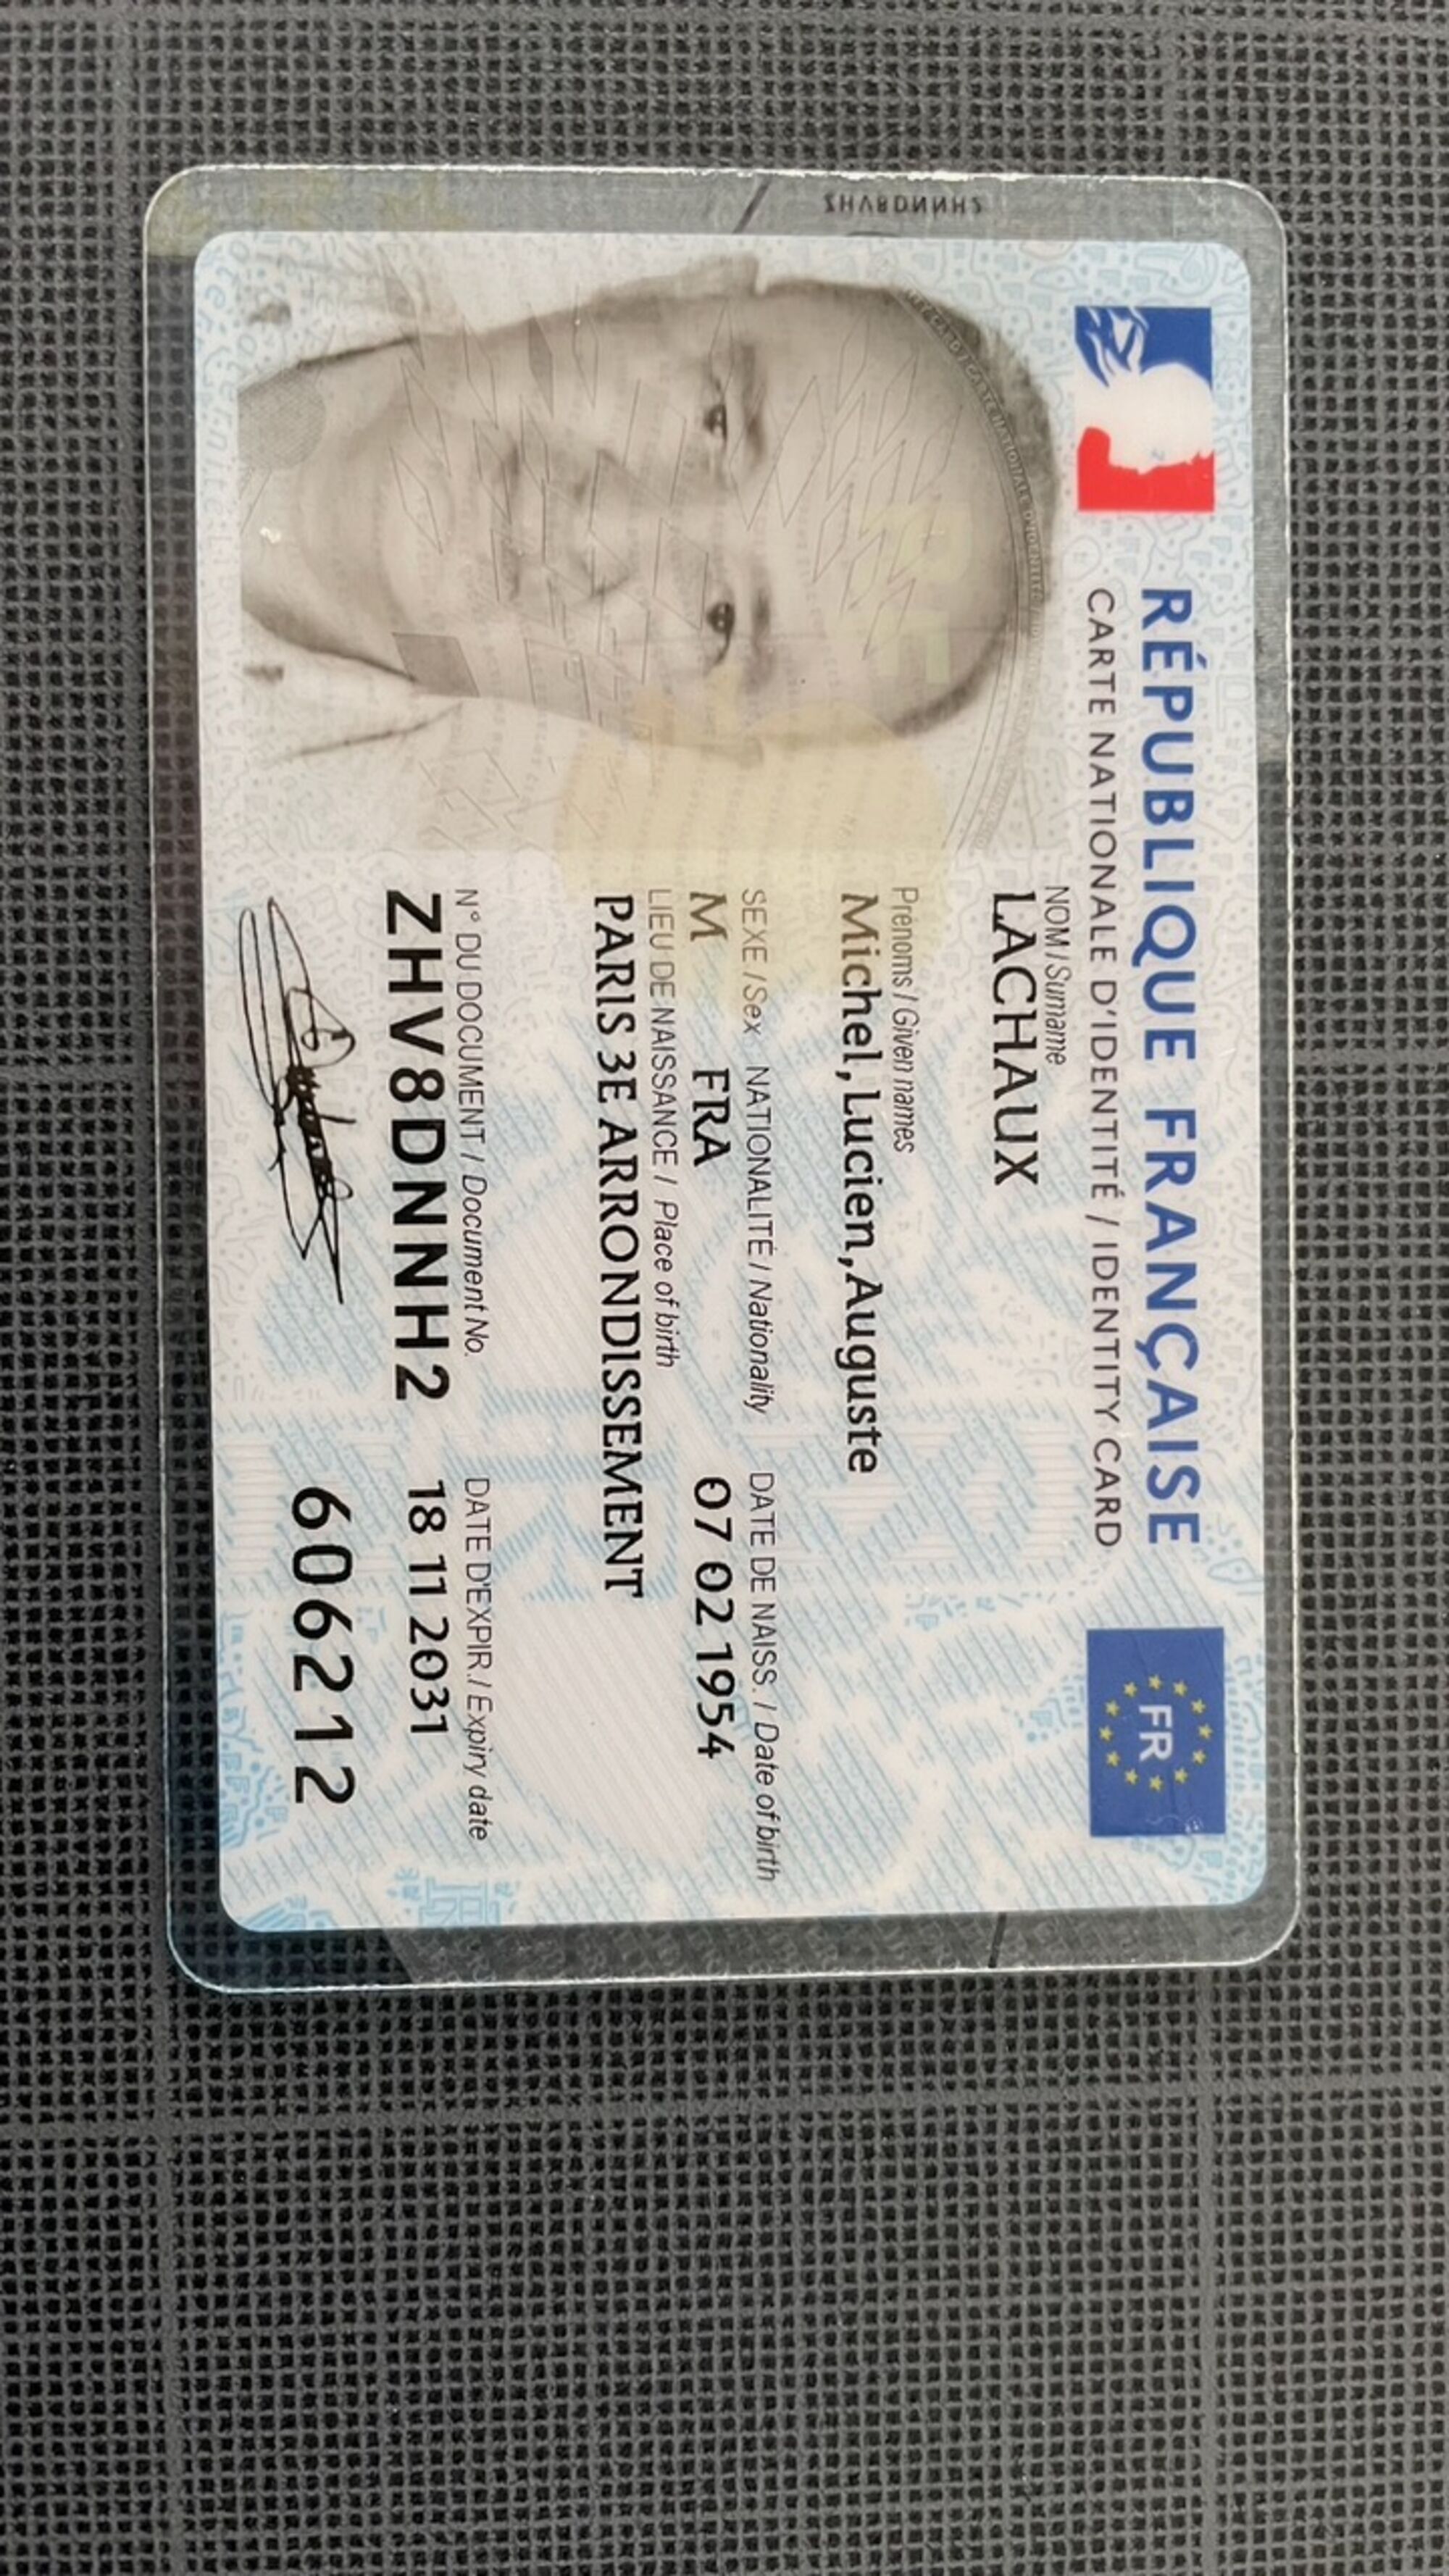 RÉPUBLIQUE FRANÇAISE
CARTE NATIONALE D'IDENTITÉ / IDENTITY CARD
FR
NOM / Surname
LACHAUX
Prénoms / Given names
Michel, Lucien, Auguste
SEXE / Sex NATIONALITÉ / Nationality DATE DE NAISS. / Date of birth
M FRA 07 02 1954
LIEU DE NAISSANCE / Place of birth
PARIS 3E ARRONDISSEMENT
N° DU DOCUMENT / Document No. DATE D'EXPIR. / Expiry date
ZHV8DNNH2 18 11 2031
606212